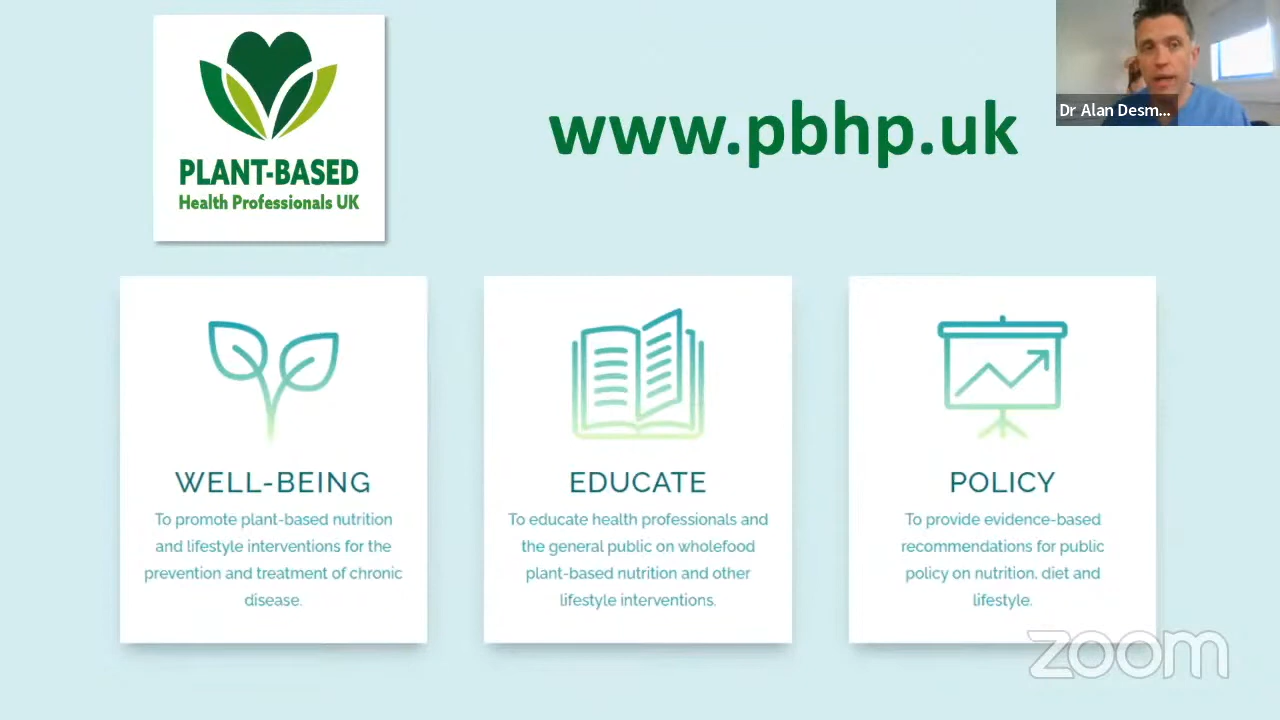 PLANT-BASED
Health Professionals UK
www.pbhp.uk
Dr Alan Desm...
WELL-BEING
To promote plant-based nutrition
and lifestyle interventions for the
prevention and treatment of chronic
disease.
EDUCATE
To educate health professionals and
the general public on wholefood
plant-based nutrition and other
lifestyle interventions.
POLICY
To provide evidence-based
recommendations for public
policy on nutrition, diet and
lifestyle.
zoom